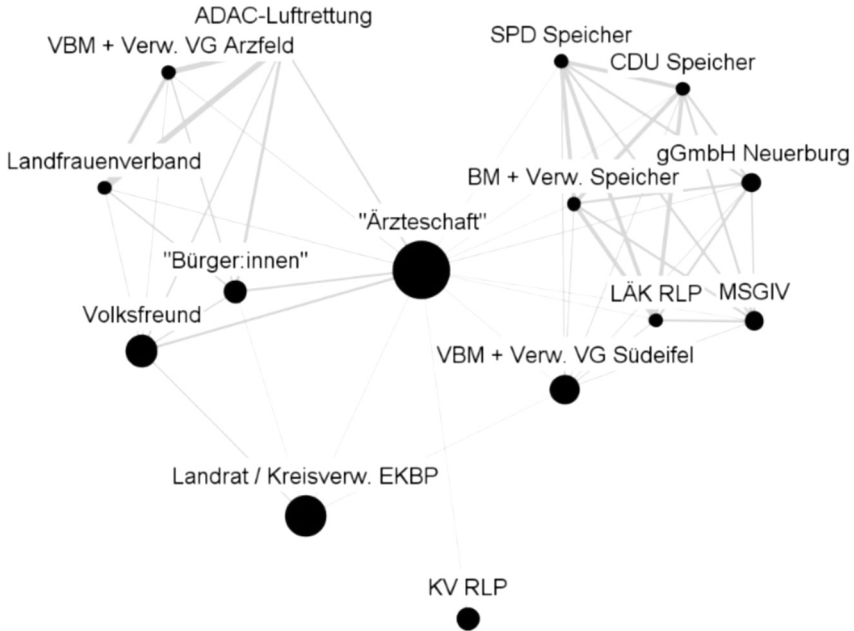 ADAC-Luftrettung
VBM + Verw. VG Arzfeld
SPD Speicher
CDU Speicher
Landfrauenverband
gGmbH Neuerburg
BM + Verw. Speicher
"Ärzteschaft"
"Bürger:innen"
LÄK RLP
MSGIV
Volksfreund
VBM + Verw. VG Südeifel
Landrat / Kreisverw. EKBP
KV RLP